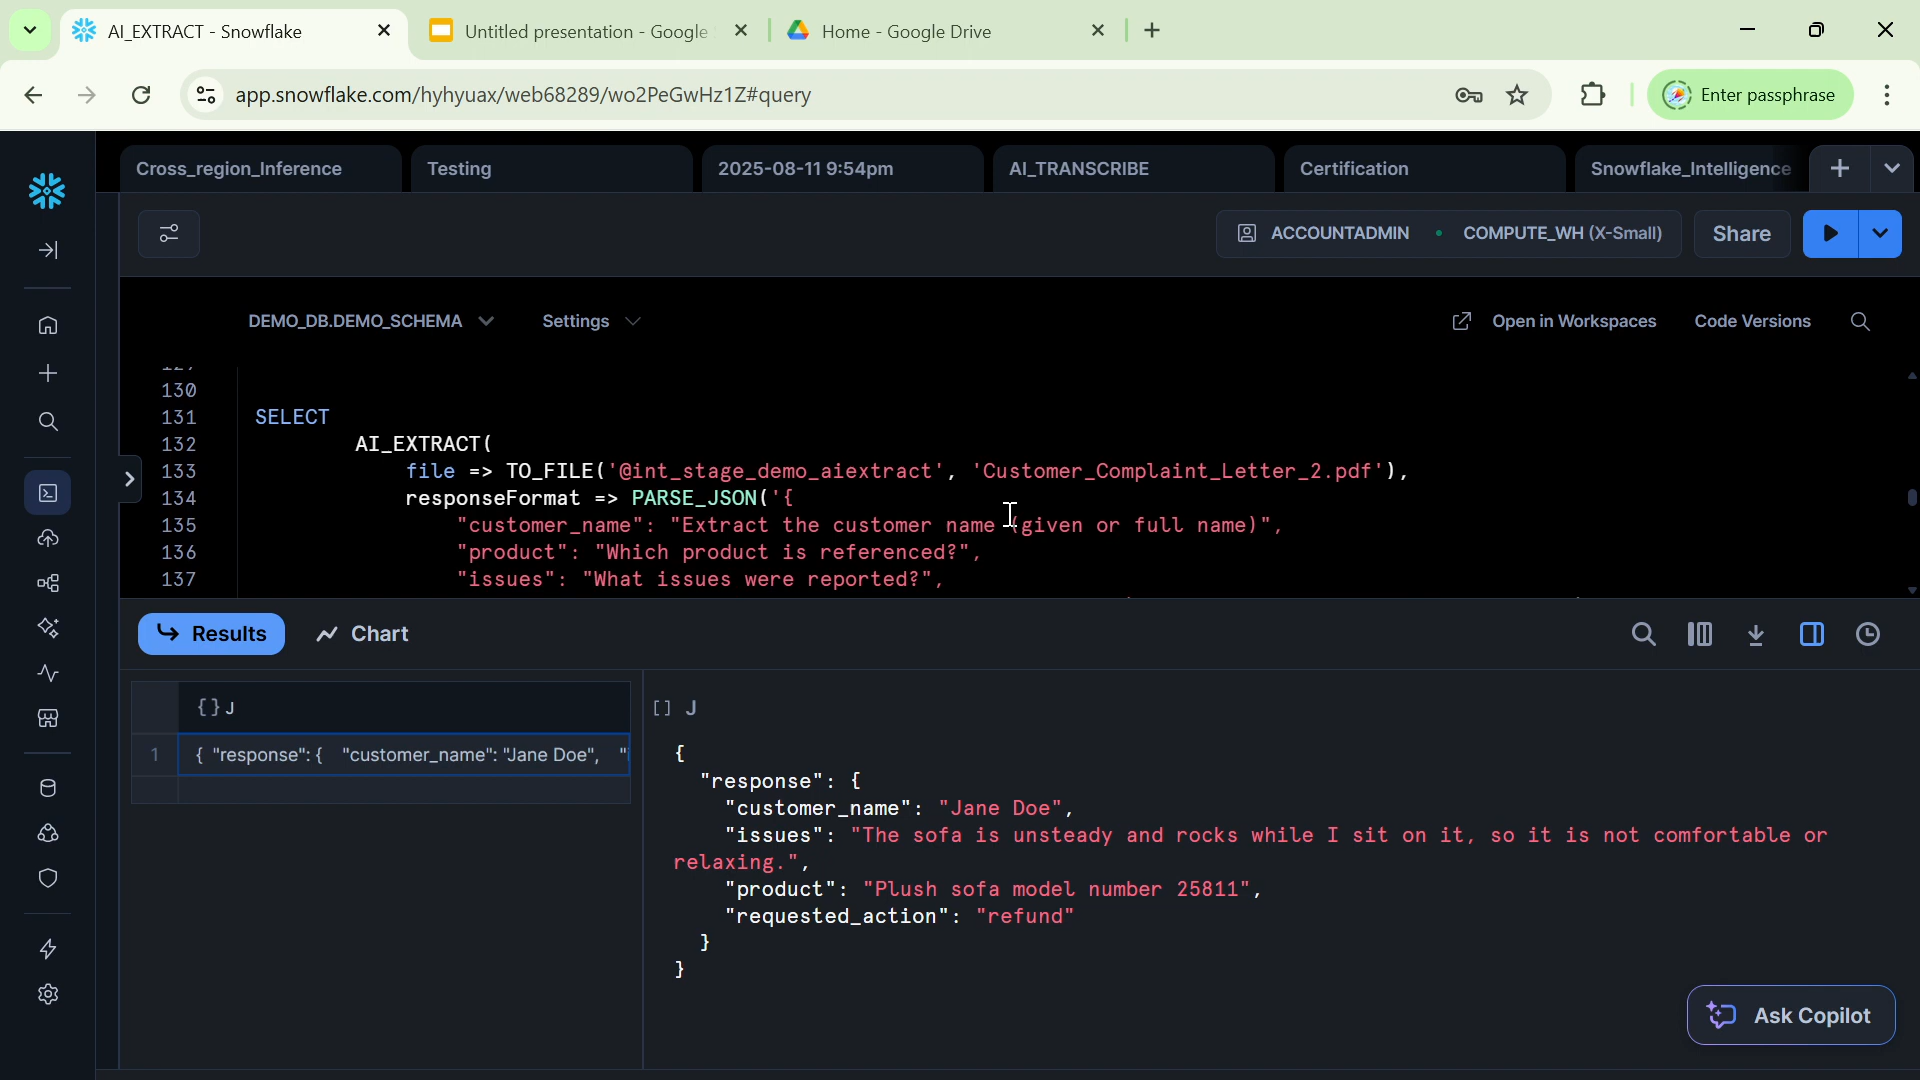 AI_EXTRACT - Snowflake
Untitled presentation - Google
Home - Google Drive
app.snowflake.com/hyhyuax/web68289/wo2PeGwHz1Z#query
Enter passphrase
Cross_region_Inference
Testing
2025-08-11 9:54pm
AI_TRANSCRIBE
Certification
Snowflake_Intelligence
ACCOUNTADMIN
COMPUTE_WH (X-Small)
Share
DEMO_DB.DEMO_SCHEMA
Settings
Open in Workspaces
Code Versions
130
131 SELECT
132 AI_EXTRACT(
133 file => TO_FILE('@int_stage_demo_aiextract', 'Customer_Complaint_Letter_2.pdf'),
134 responseFormat => PARSE_JSON('{
135 "customer_name": "Extract the customer name (given or full name)",
136 "product": "Which product is referenced?",
137 "issues": "What issues were reported?",
Results
Chart
{} J
1 { "response": { "customer_name": "Jane Doe", "
[] J
{
"response": {
"customer_name": "Jane Doe",
"issues": "The sofa is unsteady and rocks while I sit on it, so it is not comfortable or
relaxing.",
"product": "Plush sofa model number 25811",
"requested_action": "refund"
}
}
Ask Copilot